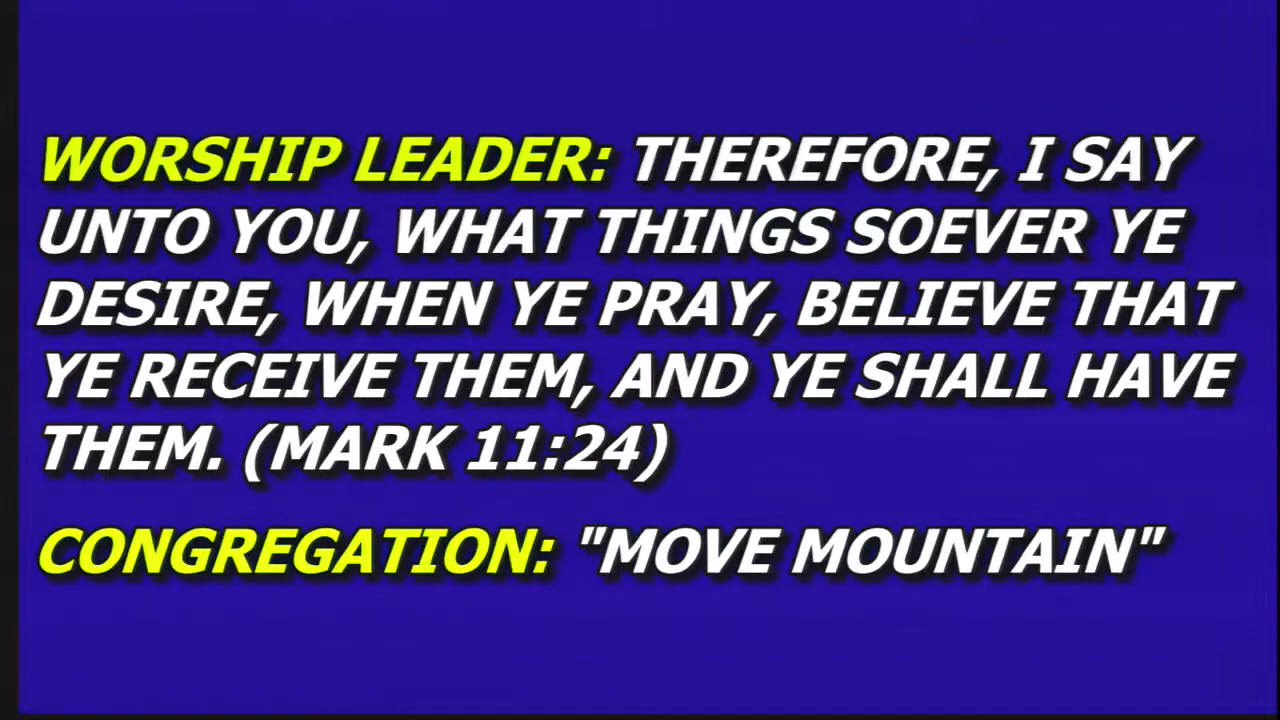 WORSHIP LEADER: THEREFORE, I SAY
UNTO YOU, WHAT THINGS SOEVER YE
DESIRE, WHEN YE PRAY, BELIEVE THAT
YE RECEIVE THEM, AND YE SHALL HAVE
THEM. (MARK 11:24)
CONGREGATION: "MOVE MOUNTAIN"